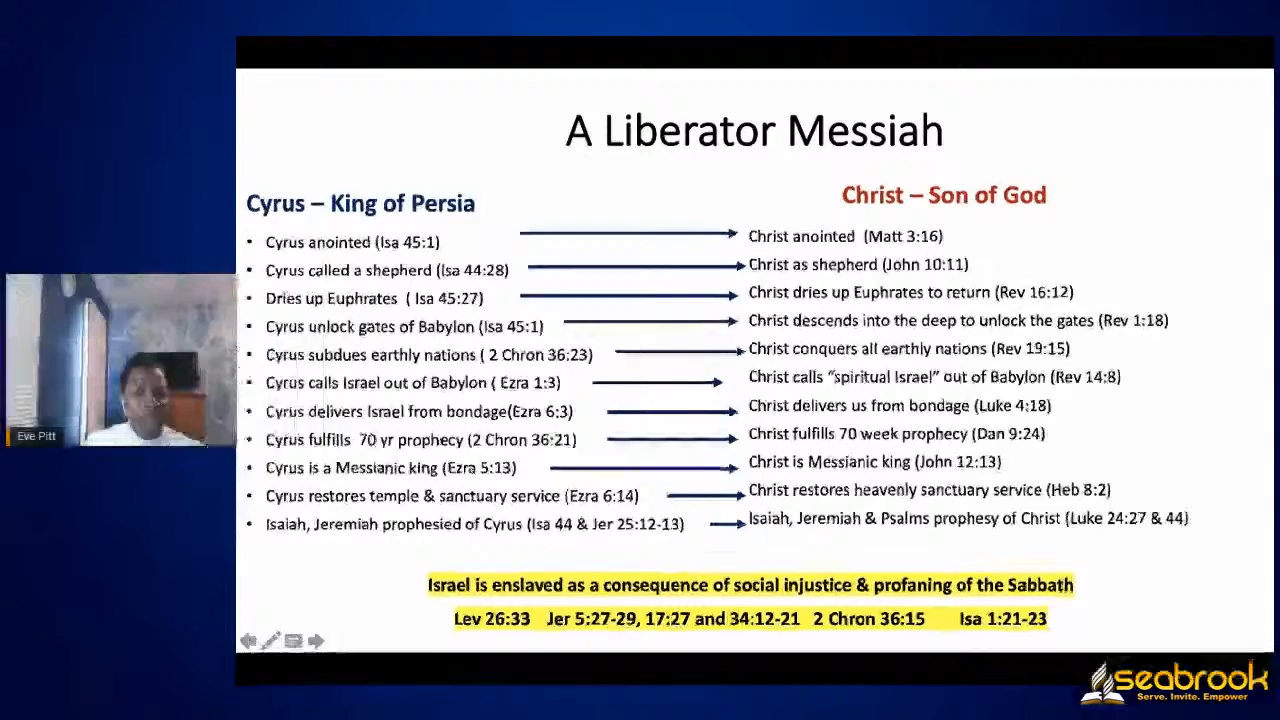 A Liberator Messiah
Cyrus – King of Persia
• Cyrus anointed (Isa 45:1)
• Cyrus called a shepherd (Isa 44:28)
• Dries up Euphrates ( Isa 45:27)
• Cyrus unlock gates of Babylon (Isa 45:1)
• Cyrus subdues earthly nations ( 2 Chron 36:23)
• Cyrus calls Israel out of Babylon ( Ezra 1:3)
• Cyrus delivers Israel from bondage(Ezra 6:3)
• Cyrus fulfills 70 yr prophecy (2 Chron 36:21)
• Cyrus is a Messianic king (Ezra 5:13)
• Cyrus restores temple & sanctuary service (Ezra 6:14)
• Isaiah, Jeremiah prophesied of Cyrus (Isa 44 & Jer 25:12-13)
Christ – Son of God
Christ anointed (Matt 3:16)
Christ as shepherd (John 10:11)
Christ dries up Euphrates to return (Rev 16:12)
Christ descends into the deep to unlock the gates (Rev 1:18)
Christ conquers all earthly nations (Rev 19:15)
Christ calls “spiritual Israel” out of Babylon (Rev 14:8)
Christ delivers us from bondage (Luke 4:18)
Christ fulfills 70 week prophecy (Dan 9:24)
Christ is Messianic king (John 12:13)
Christ restores heavenly sanctuary service (Heb 8:2)
Isaiah, Jeremiah & Psalms prophesy of Christ (Luke 24:27 & 44)
Israel is enslaved as a consequence of social injustice & profaning of the Sabbath
Lev 26:33 Jer 5:27-29, 17:27 and 34:12-21 2 Chron 36:15 Isa 1:21-23
Eve Pitt
seabrook
Serve. Invite. Empower